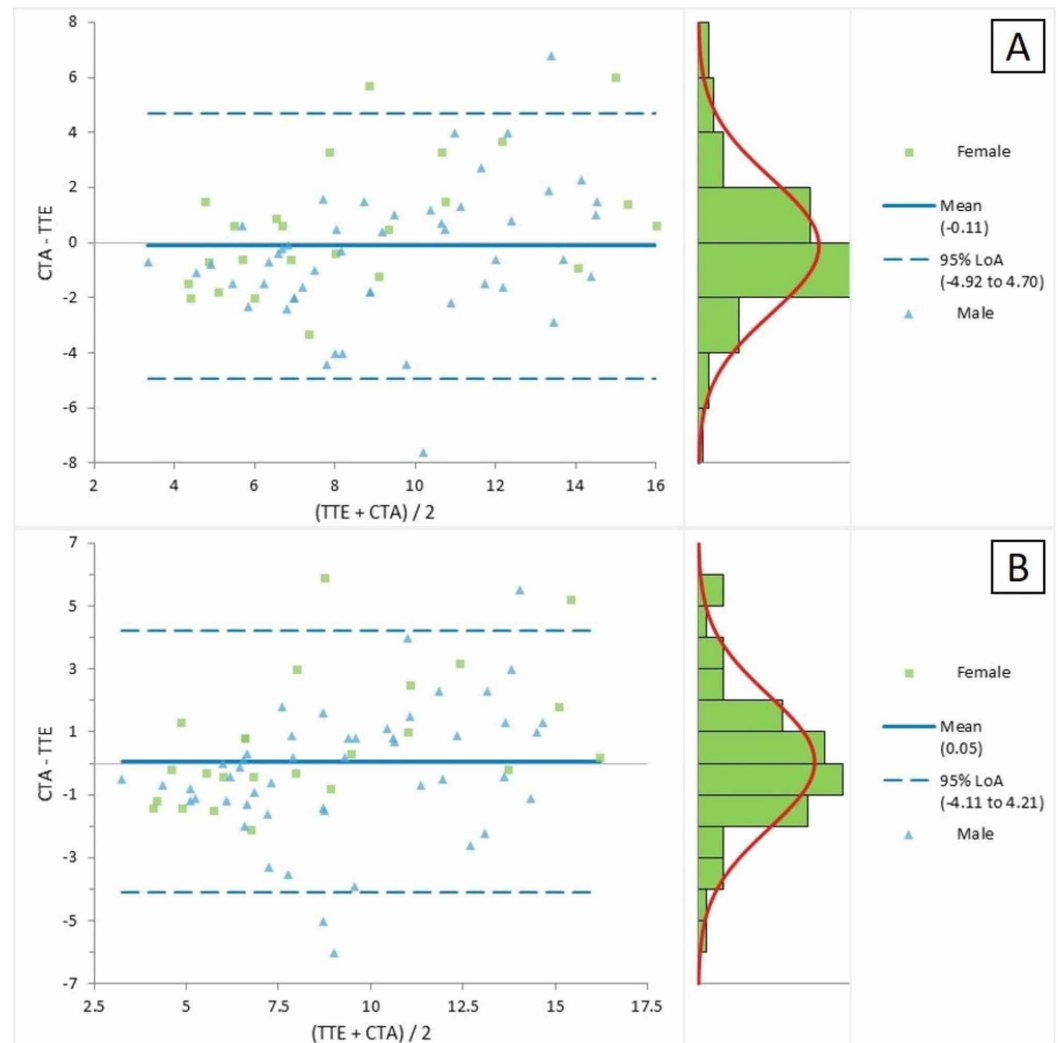 A
8
6
4
2
0
-2
-4
-6
-8
CTA - TTE
2 4 6 8 10 12 14 16
(TTE + CTA) / 2
Female
Mean
(-0.11)
95% LoA
(-4.92 to 4.70)
Male
B
7
5
3
1
-1
-3
-5
-7
CTA - TTE
2.5 5 7.5 10 12.5 15 17.5
(TTE + CTA) / 2
Female
Mean
(0.05)
95% LoA
(-4.11 to 4.21)
Male